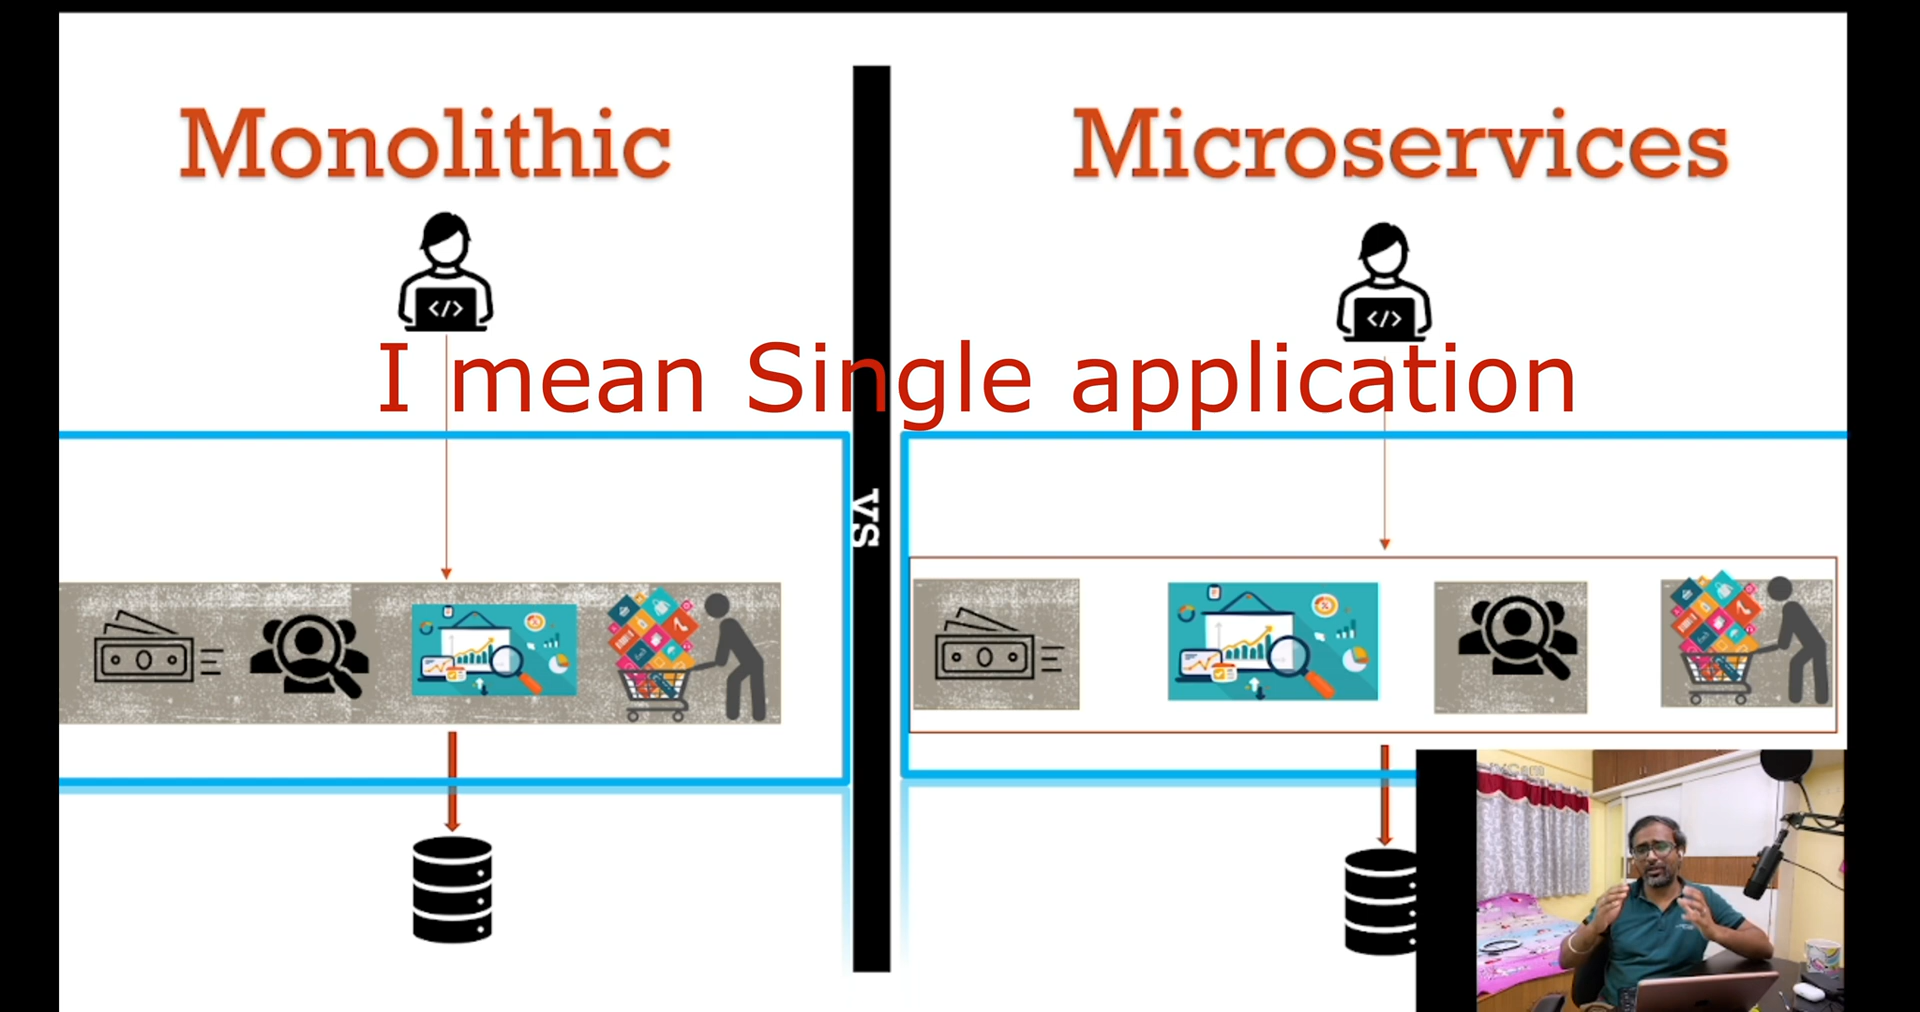 Monolithic
Microservices
</>
</>
I mean Single application
vs